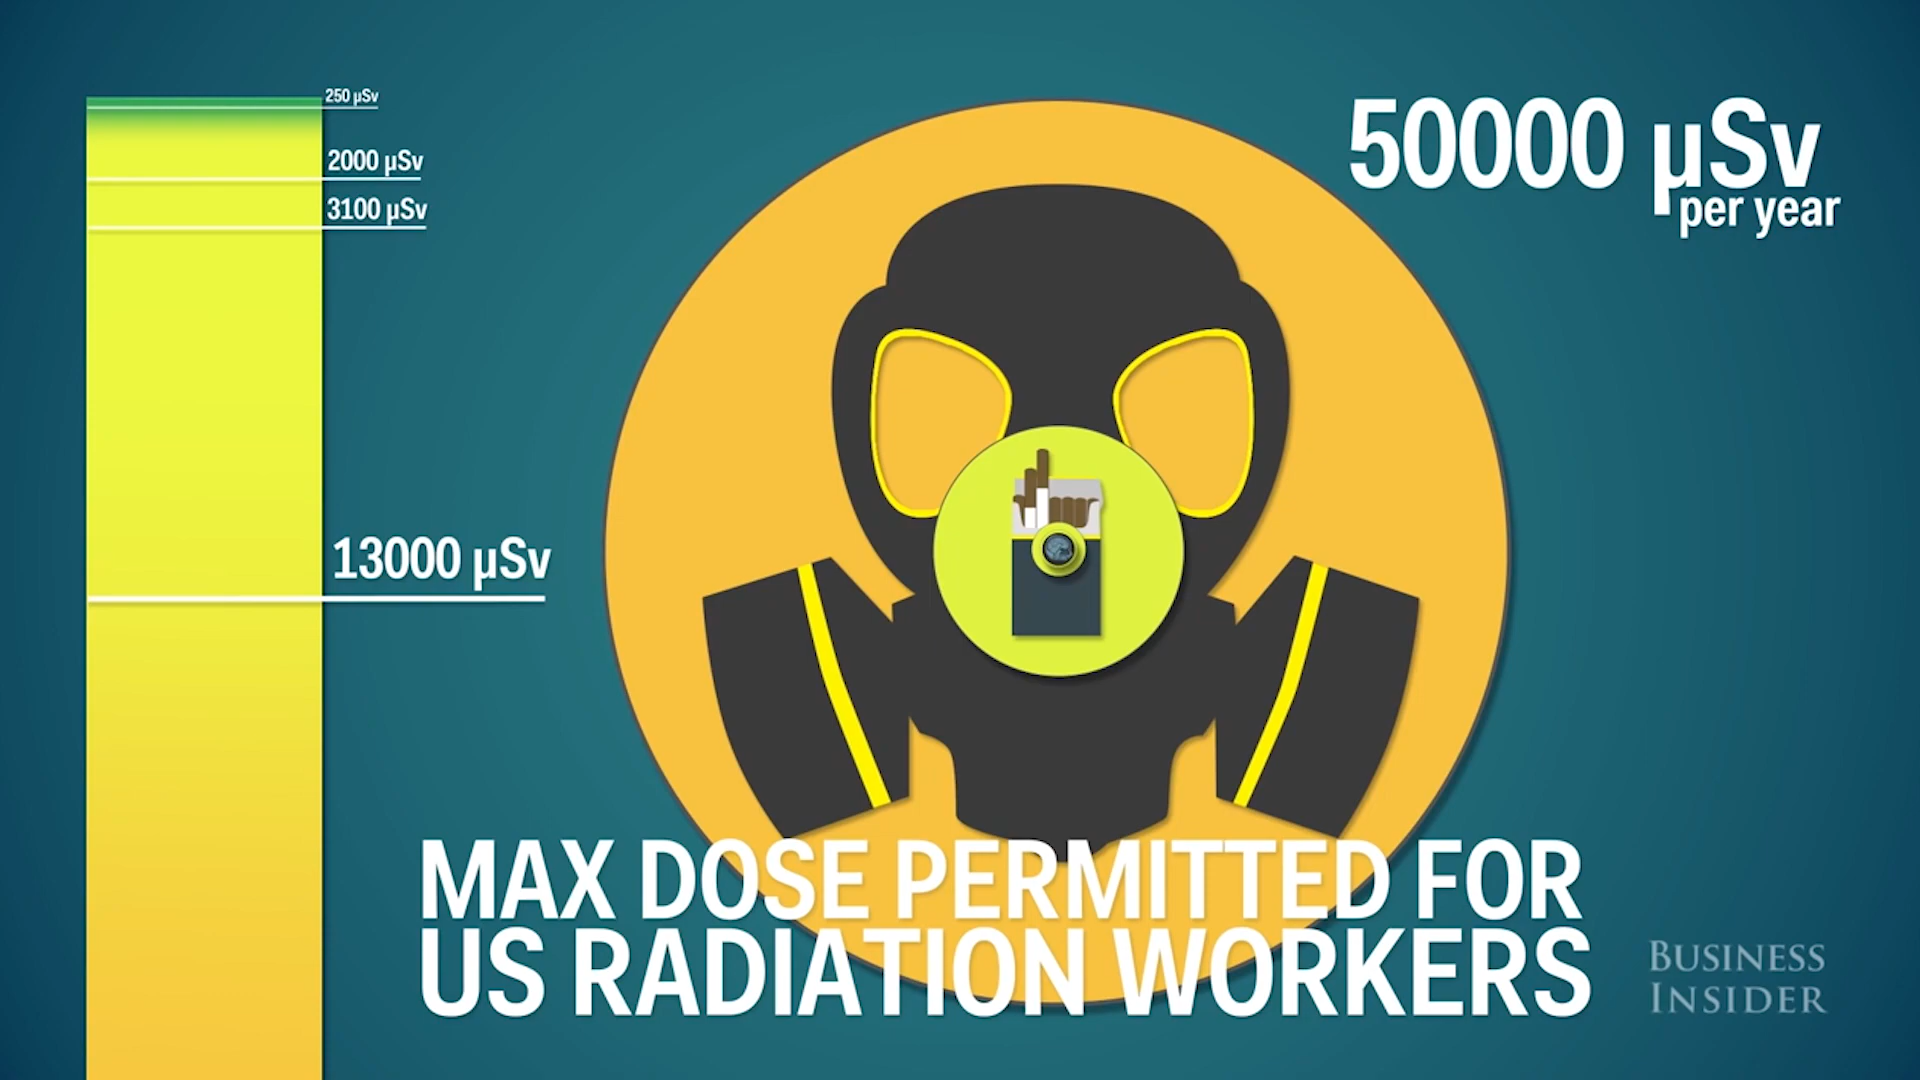 250 µSv
2000 µSv
3100 µSv
13000 µSv
50000 µSv
per year
MAX DOSE PERMITTED FOR
US RADIATION WORKERS
BUSINESS
INSIDER